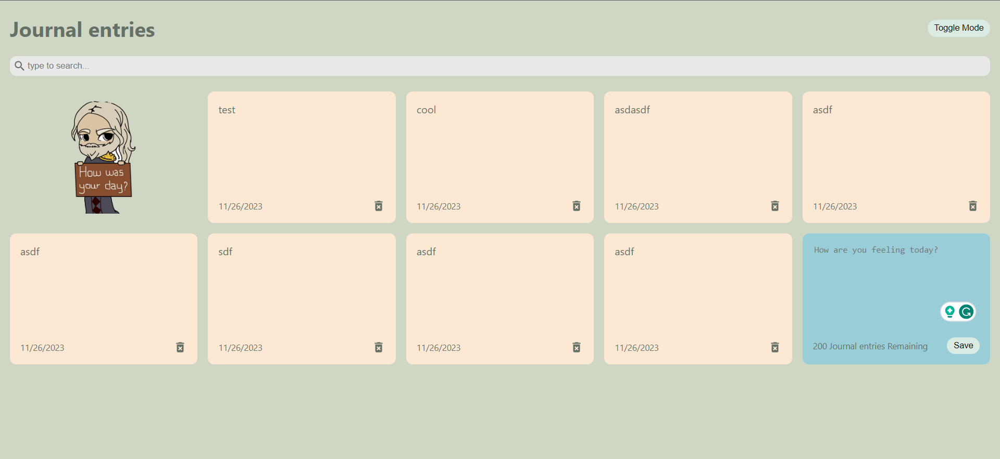 Journal entries
Toggle Mode
type to search...
How was
your day?
test
11/26/2023
cool
11/26/2023
asdasdf
11/26/2023
asdf
11/26/2023
asdf
11/26/2023
sdf
11/26/2023
asdf
11/26/2023
asdf
11/26/2023
How are you feeling today?
200 Journal entries Remaining
Save